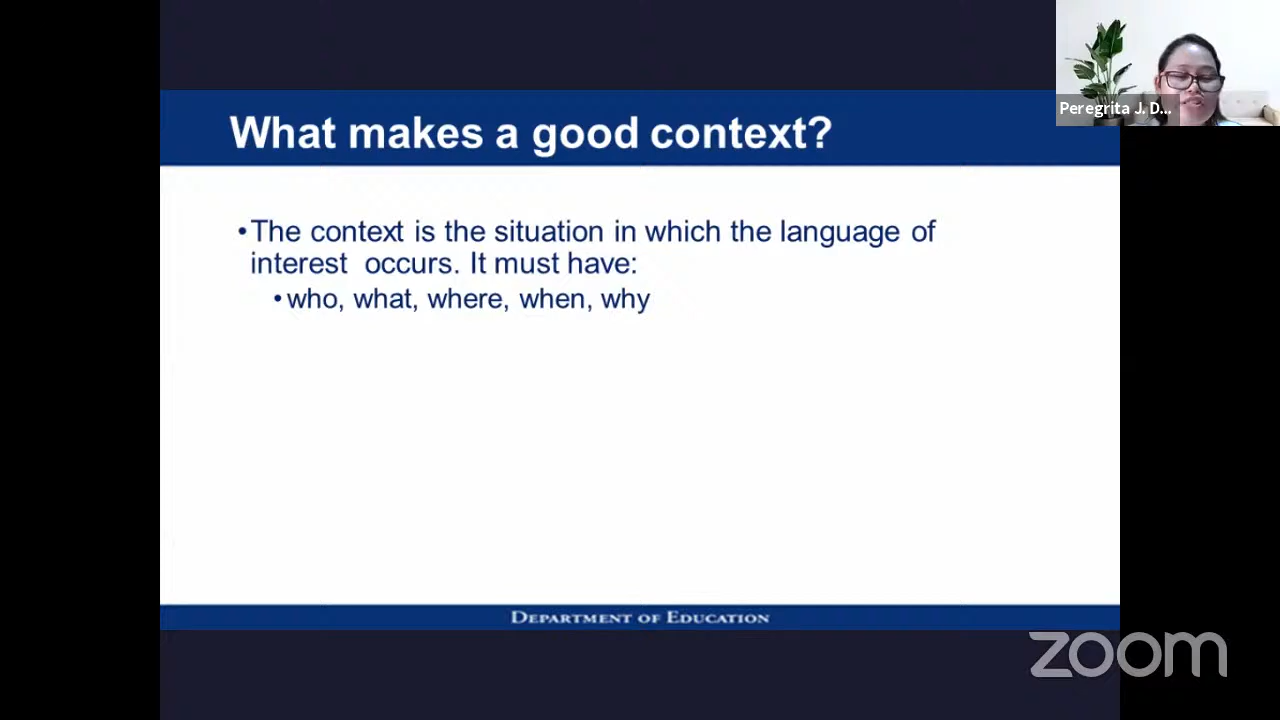 Peregrita J. D...
What makes a good context?
•The context is the situation in which the language of
interest occurs. It must have:
•who, what, where, when, why
DEPARTMENT OF EDUCATION
zoom